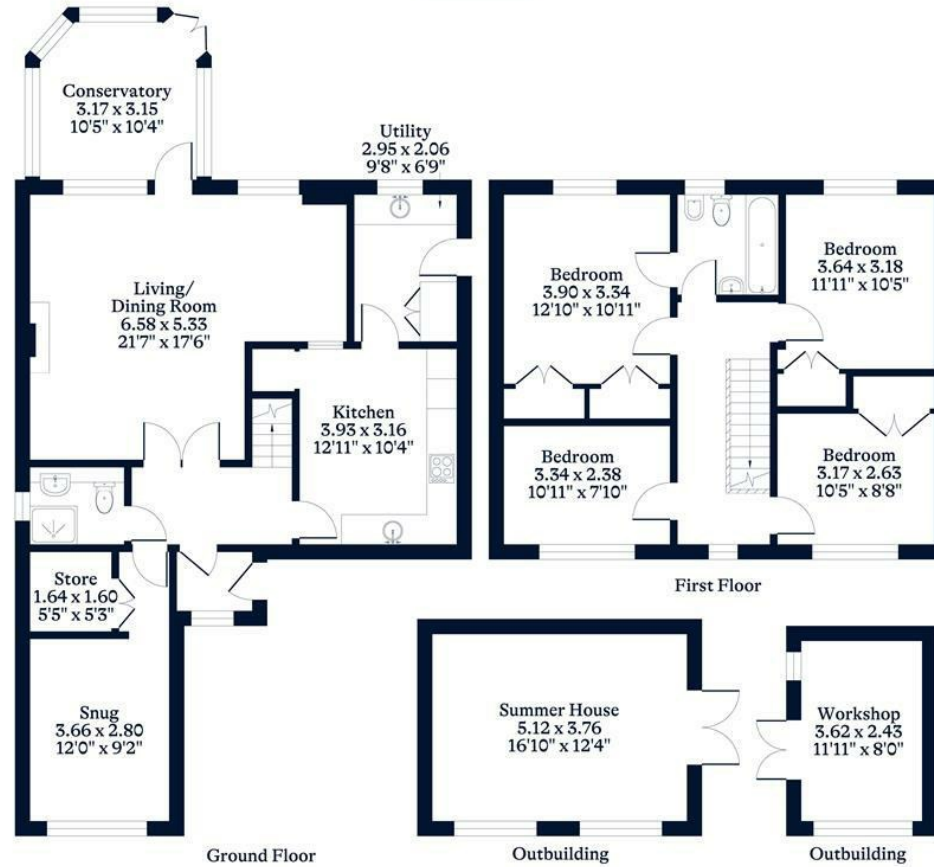 Conservatory
3.17 x 3.15
10'5" x 10'4"
Utility
2.95 x 2.06
9'8" x 6'9"
Living/
Dining Room
6.58 x 5.33
21'7" x 17'6"
Kitchen
3.93 x 3.16
12'11" x 10'4"
Store
1.64 x 1.60
5'5" x 5'3"
Snug
3.66 x 2.80
12'0" x 9'2"
Ground Floor
Bedroom
3.90 x 3.34
12'10" x 10'11"
Bedroom
3.64 x 3.18
11'11" x 10'5"
Bedroom
3.34 x 2.38
10'11" x 7'10"
Bedroom
3.17 x 2.63
10'5" x 8'8"
First Floor
Summer House
5.12 x 3.76
16'10" x 12'4"
Outbuilding
Workshop
3.62 x 2.43
11'11" x 8'0"
Outbuilding